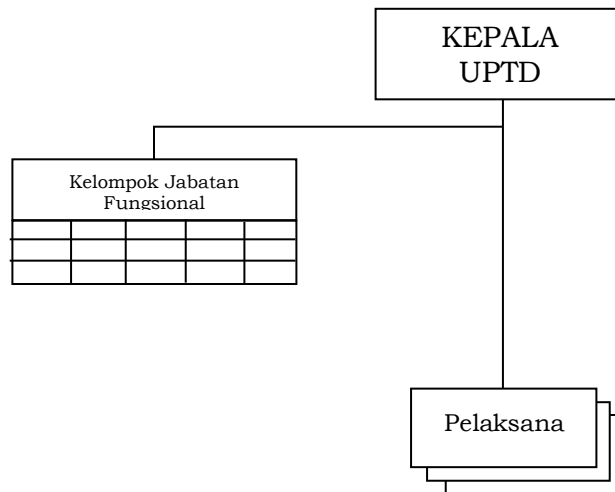 KEPALA
UPTD
Kelompok Jabatan
Fungsional
Pelaksana